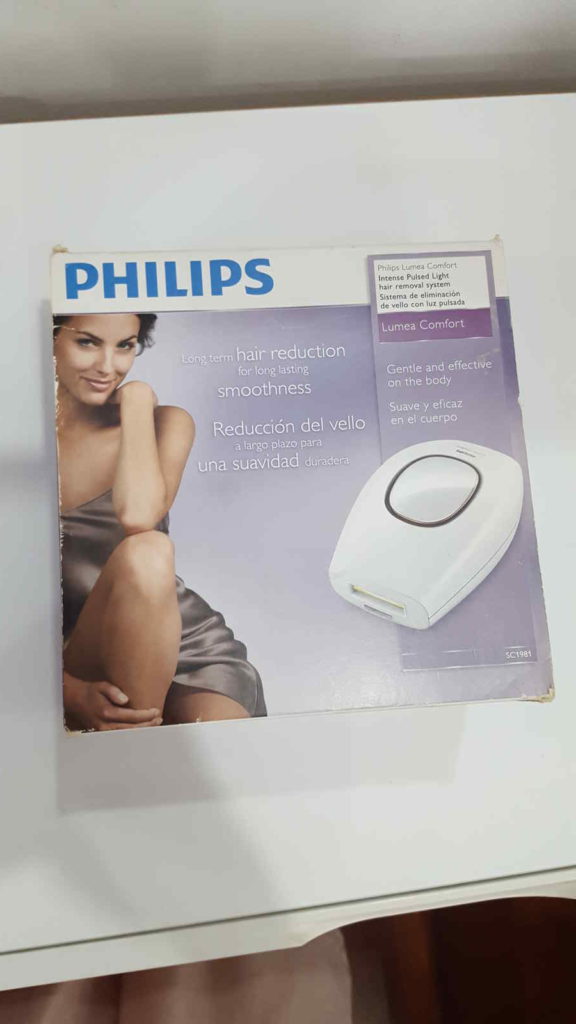 PHILIPS
Philips Lumea Comfort
Intense Pulsed Light
hair removal system
Sistema de eliminación
de vello con luz pulsada
Lumea Comfort
Long term hair reduction
for long lasting
smoothness
Reducción del vello
a largo plazo para
una suavidad duradera
Gentle and effective
on the body
Suave y eficaz
en el cuerpo
SC1981